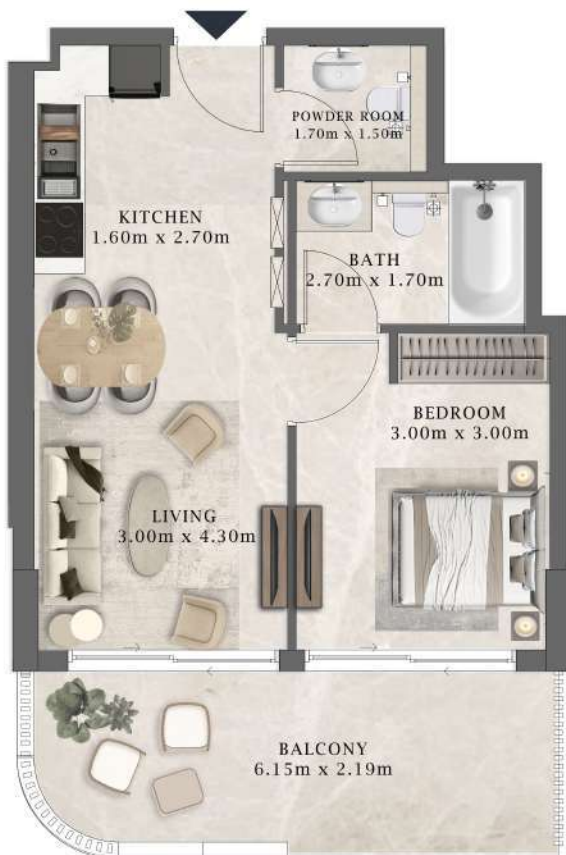 POWDER ROOM
1.70m x 1.50m
KITCHEN
1.60m x 2.70m
BATH
2.70m x 1.70m
BEDROOM
3.00m x 3.00m
LIVING
3.00m x 4.30m
BALCONY
6.15m x 2.19m